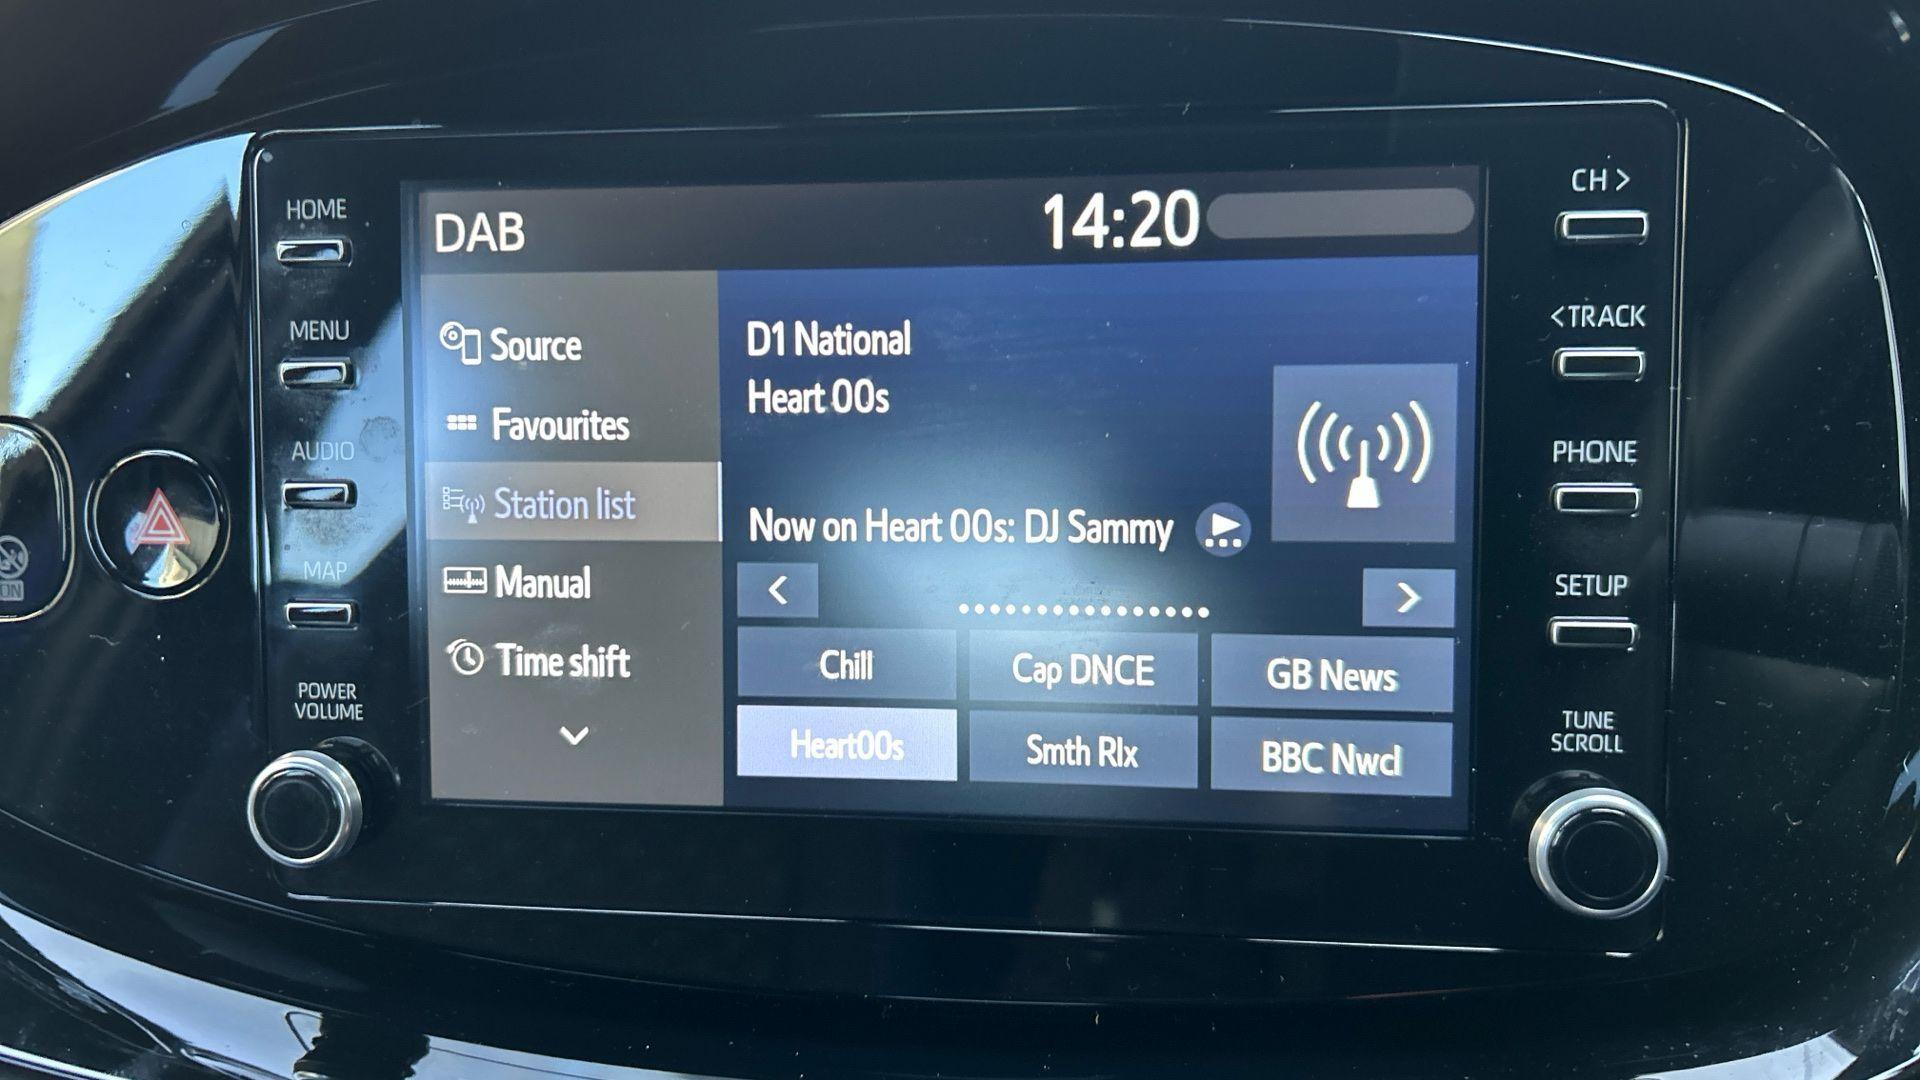 HOME
MENU
AUDIO
MAP
POWER
VOLUME
ON
DAB
14:20
Source
Favourites
Station list
Manual
Time shift
D1 National
Heart 00s
Now on Heart 00s: DJ Sammy
Chill
Cap DNCE
GB News
Heart00s
Smth Rlx
BBC Nwcl
CH >
< TRACK
PHONE
SETUP
TUNE
SCROLL